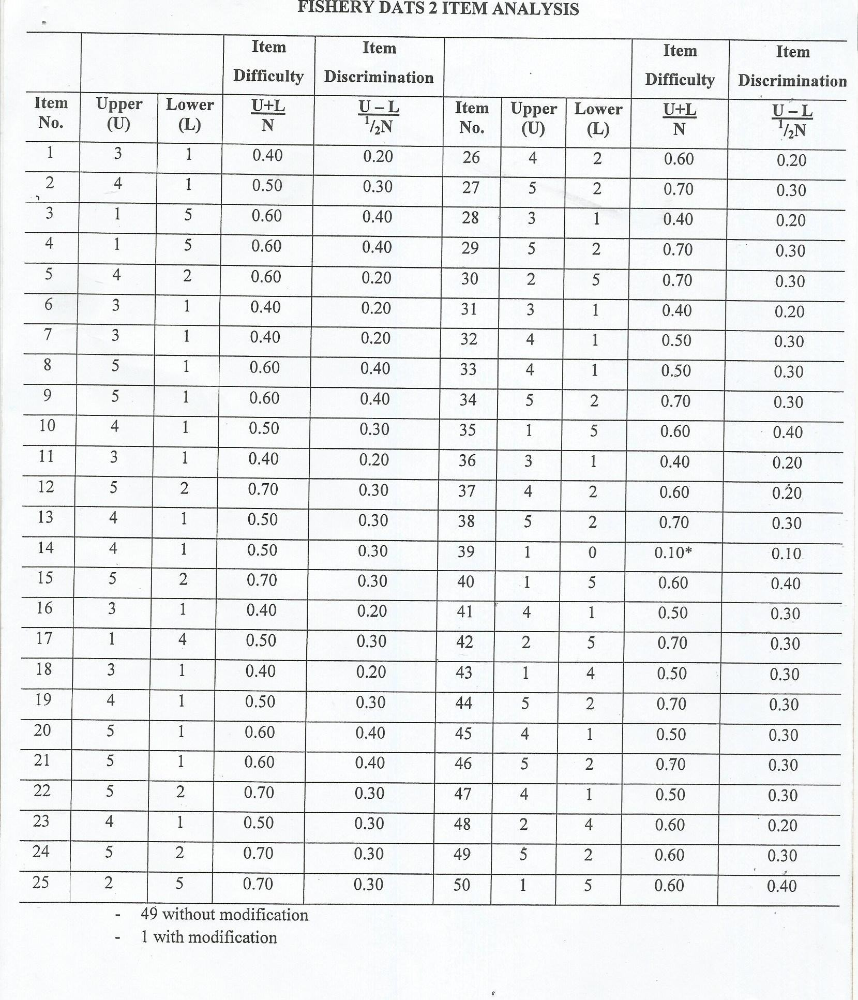 FISHERY DATS 2 ITEM ANALYSIS
Item Difficulty Item Discrimination Item Difficulty Item Discrimination
Item No. Upper (U) Lower (L) U+L N U – L 1/2N Item No. Upper (U) Lower (L) U+L N U – L 1/2N
1 3 1 0.40 0.20 26 4 2 0.60 0.20
2 4 1 0.50 0.30 27 5 2 0.70 0.30
3 1 5 0.60 0.40 28 3 1 0.40 0.20
4 1 5 0.60 0.40 29 5 2 0.70 0.30
5 4 2 0.60 0.20 30 2 5 0.70 0.30
6 3 1 0.40 0.20 31 3 1 0.40 0.20
7 3 1 0.40 0.20 32 4 1 0.50 0.30
8 5 1 0.60 0.40 33 4 1 0.50 0.30
9 5 1 0.60 0.40 34 5 2 0.70 0.30
10 4 1 0.50 0.30 35 1 5 0.60 0.40
11 3 1 0.40 0.20 36 3 1 0.40 0.20
12 5 2 0.70 0.30 37 4 2 0.60 0.20
13 4 1 0.50 0.30 38 5 2 0.70 0.30
14 4 1 0.50 0.30 39 1 0 0.10* 0.10
15 5 2 0.70 0.30 40 1 5 0.60 0.40
16 3 1 0.40 0.20 41 4 1 0.50 0.30
17 1 4 0.50 0.30 42 2 5 0.70 0.30
18 3 1 0.40 0.20 43 1 4 0.50 0.30
19 4 1 0.50 0.30 44 5 2 0.70 0.30
20 5 1 0.60 0.40 45 4 1 0.50 0.30
21 5 1 0.60 0.40 46 5 2 0.70 0.30
22 5 2 0.70 0.30 47 4 1 0.50 0.30
23 4 1 0.50 0.30 48 2 4 0.60 0.20
24 5 2 0.70 0.30 49 5 2 0.60 0.30
25 2 5 0.70 0.30 50 1 5 0.60 0.40
- 49 without modification
- 1 with modification